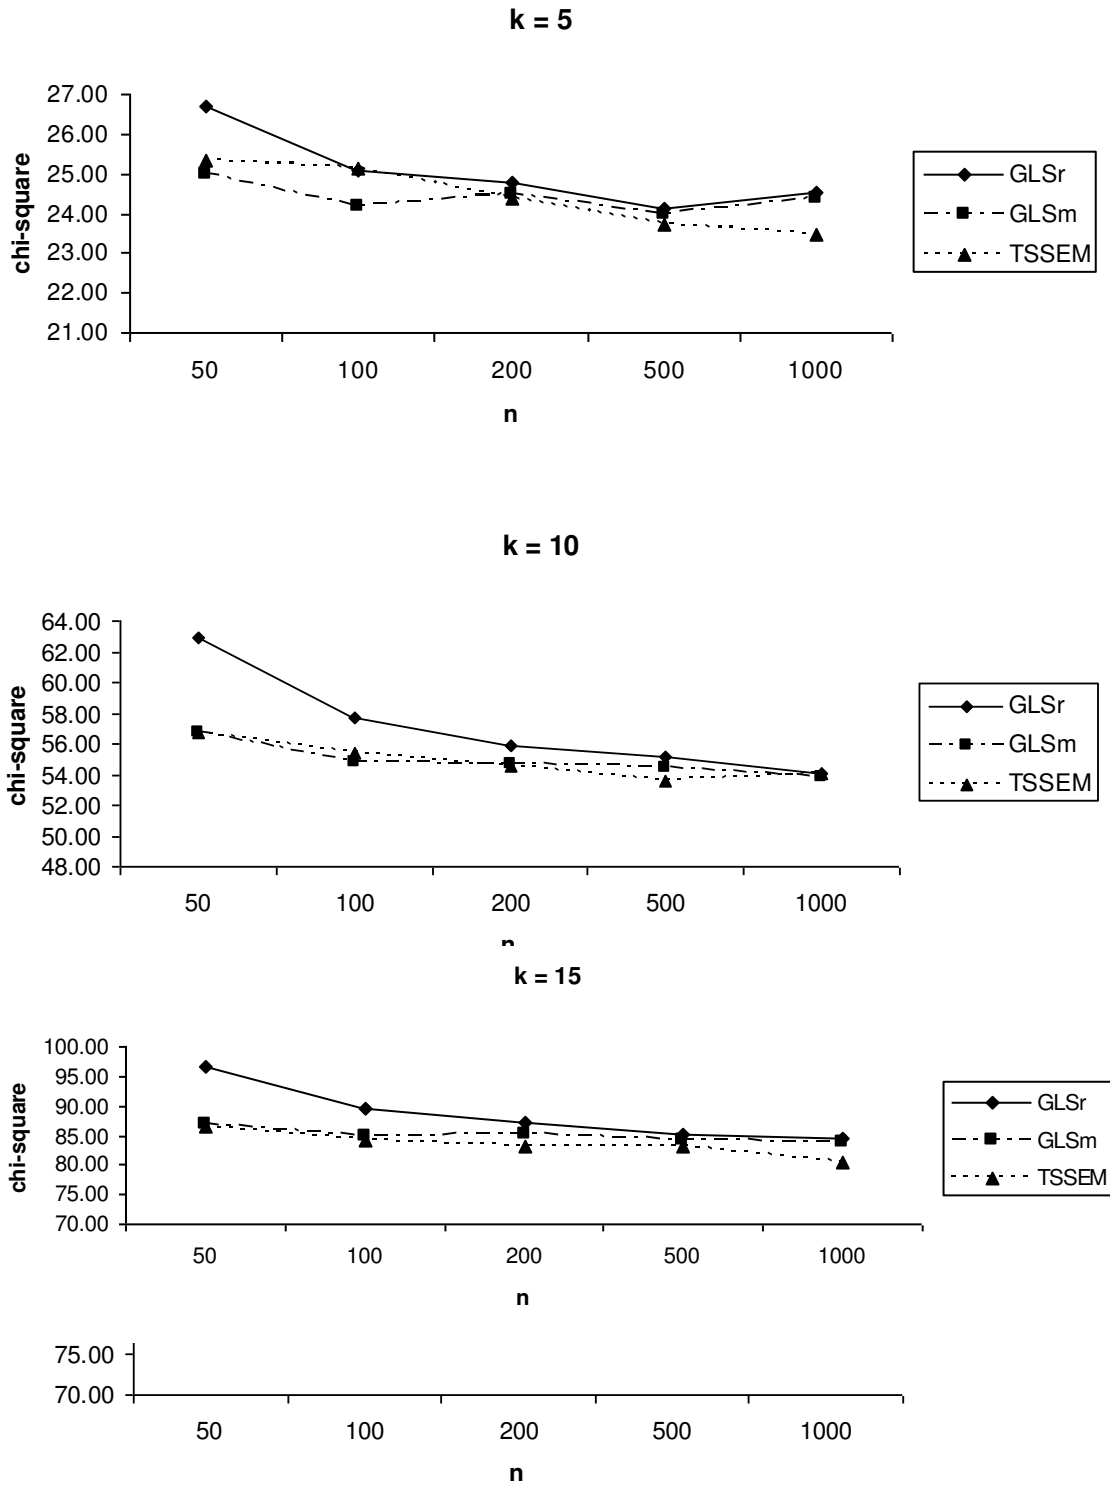 k = 5
27.00
26.00
25.00
24.00
23.00
22.00
21.00
chi-square
50 100 200 500 1000
n
GLSr
GLSm
TSSEM
k = 10
64.00
62.00
60.00
58.00
56.00
54.00
52.00
50.00
48.00
chi-square
50 100 200 500 1000
n
GLSr
GLSm
TSSEM
k = 15
100.00
95.00
90.00
85.00
80.00
75.00
70.00
chi-square
50 100 200 500 1000
n
GLSr
GLSm
TSSEM
75.00
70.00
50 100 200 500 1000
n